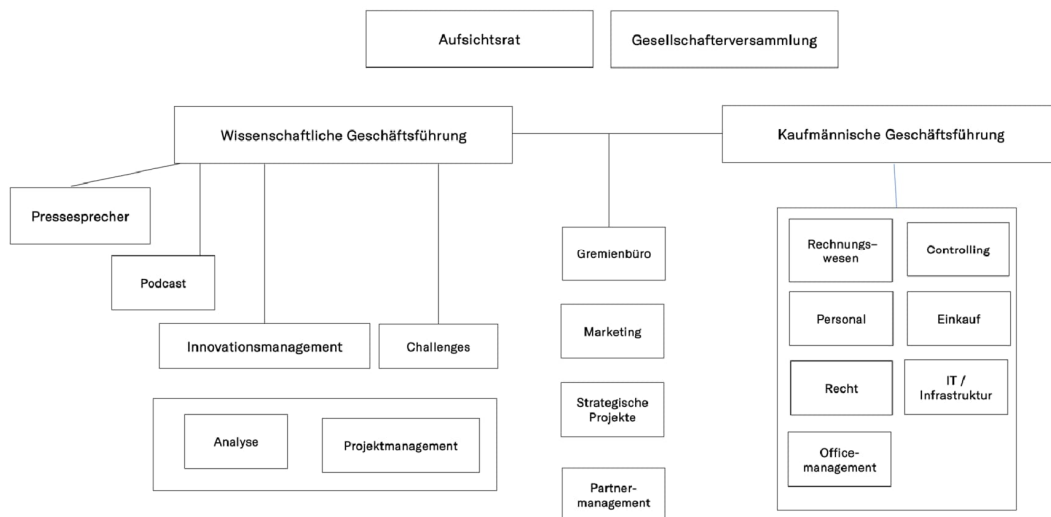 Aufsichtsrat
Gesellschafterversammlung
Wissenschaftliche Geschäftsführung
Kaufmännische Geschäftsführung
Pressesprecher
Podcast
Innovationsmanagement
Challenges
Analyse
Projektmanagement
Gremienbüro
Marketing
Strategische
Projekte
Partner-
management
Rechnungs-
wesen
Controlling
Personal
Einkauf
Recht
IT /
Infrastruktur
Office-
management